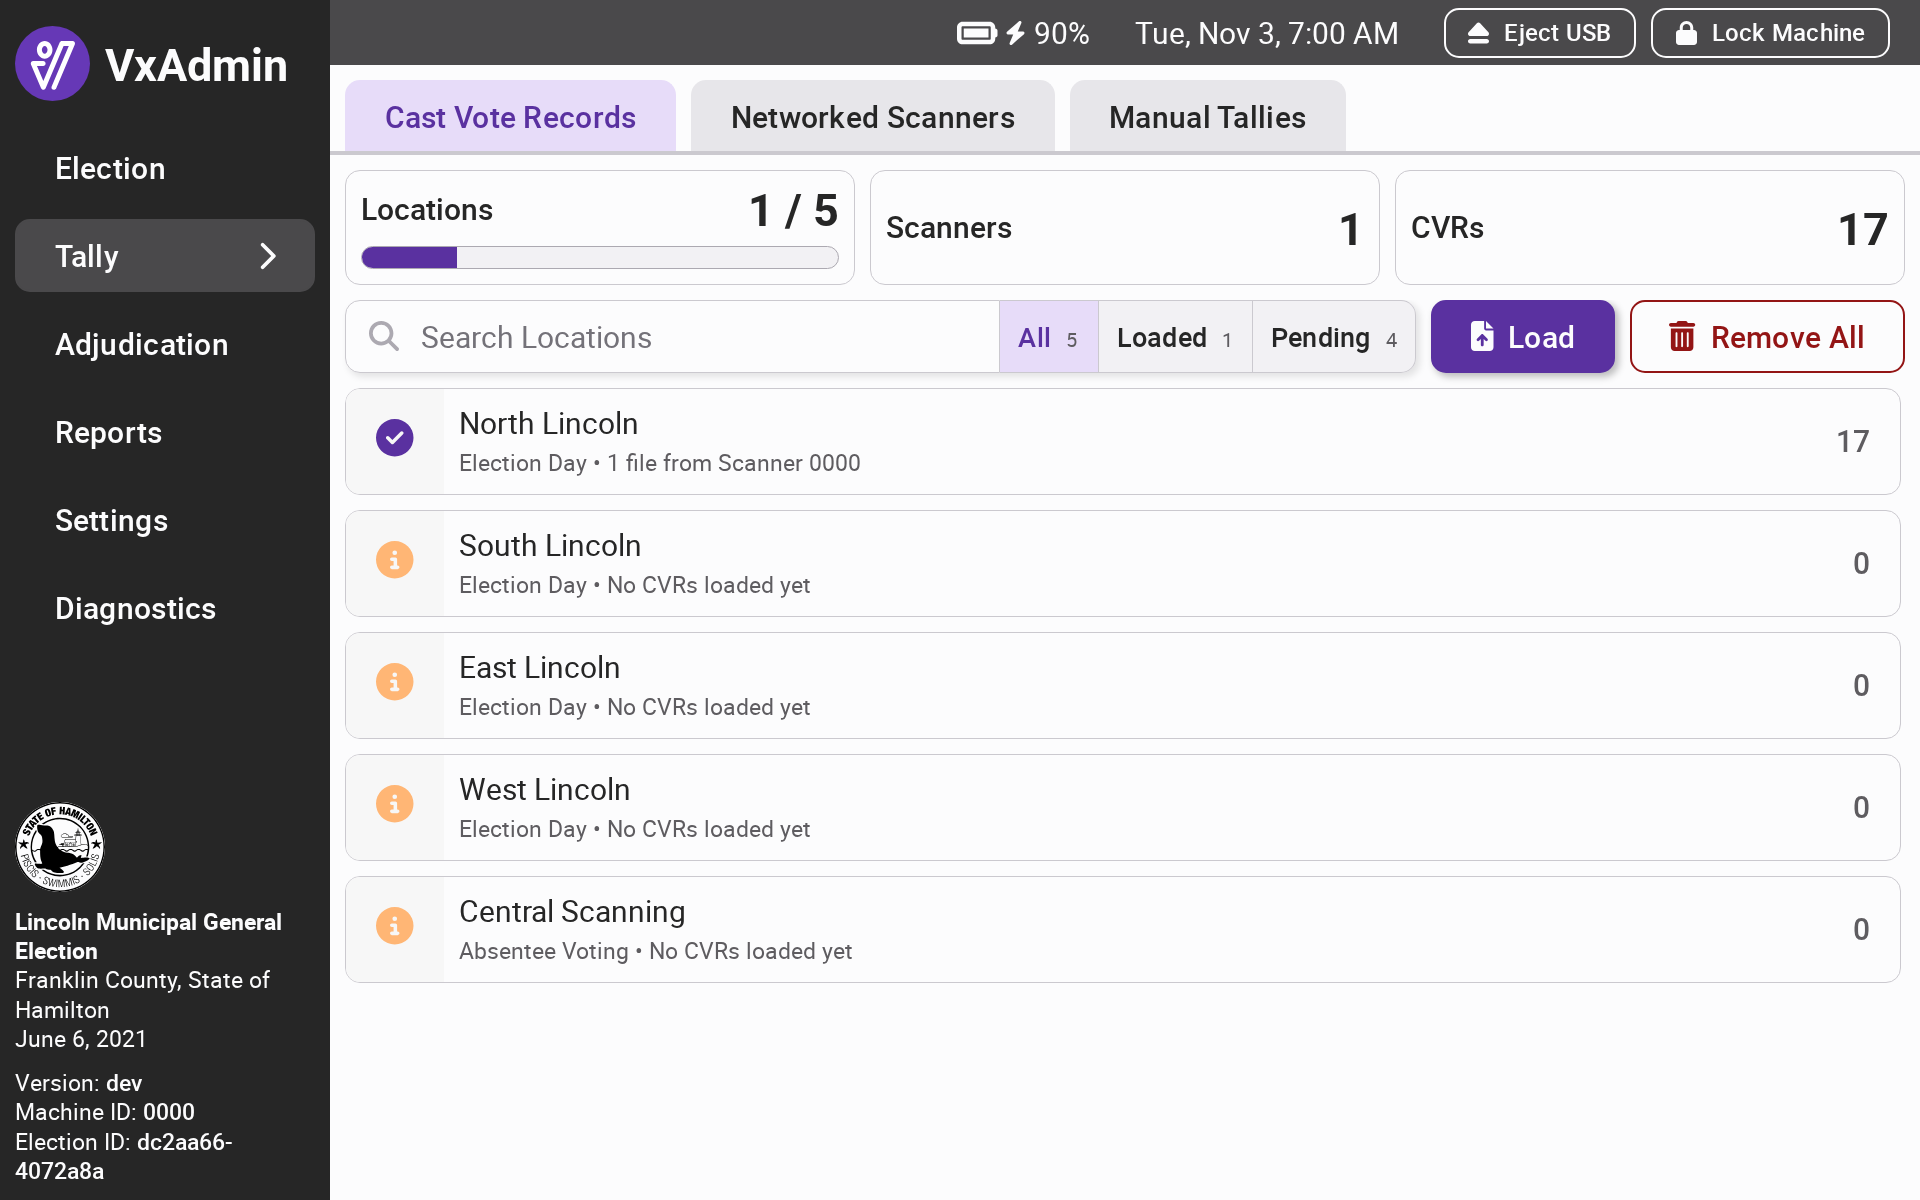 VxAdmin
90%
Tue, Nov 3, 7:00 AM
Eject USB
Lock Machine
Election
Tally
Adjudication
Reports
Settings
Diagnostics
STATE OF HAMILTON
PISCIS · SWIMMIS · SOLIS
Lincoln Municipal General
Election
Franklin County, State of
Hamilton
June 6, 2021
Version: dev
Machine ID: 0000
Election ID: dc2aa66-
4072a8a
Cast Vote Records
Networked Scanners
Manual Tallies
Locations 1 / 5
Scanners 1
CVRs 17
Search Locations
All 5
Loaded 1
Pending 4
Load
Remove All
North Lincoln
Election Day • 1 file from Scanner 0000
17
South Lincoln
Election Day • No CVRs loaded yet
0
East Lincoln
Election Day • No CVRs loaded yet
0
West Lincoln
Election Day • No CVRs loaded yet
0
Central Scanning
Absentee Voting • No CVRs loaded yet
0